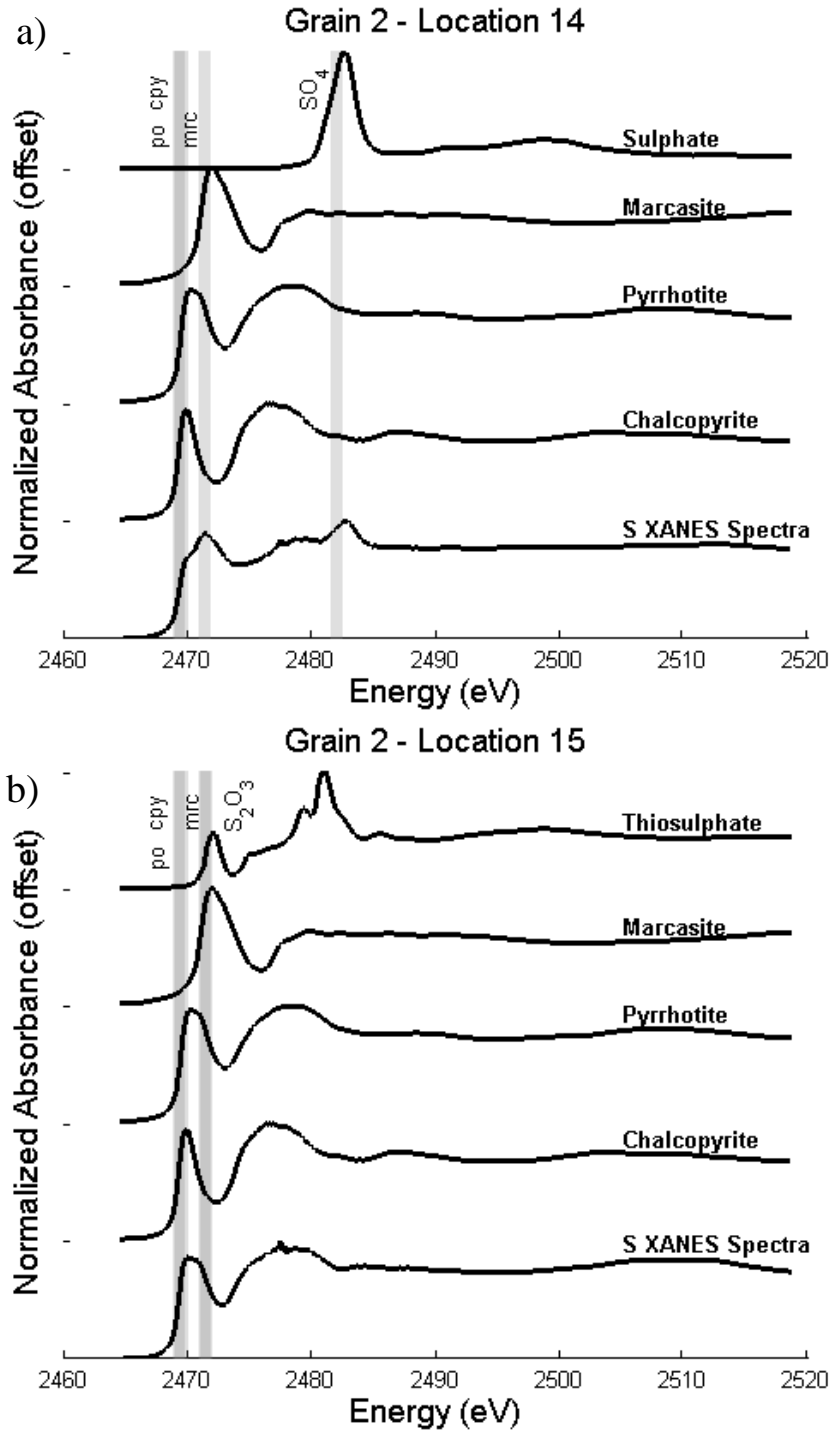 a)
Grain 2 - Location 14
Normalized Absorbance (offset)
po cpy
mrc
SO4
Sulphate
Marcasite
Pyrrhotite
Chalcopyrite
S XANES Spectra
2460 2470 2480 2490 2500 2510 2520
Energy (eV)
b)
Grain 2 - Location 15
Normalized Absorbance (offset)
po cpy
mrc
S2O3
Thiosulphate
Marcasite
Pyrrhotite
Chalcopyrite
S XANES Spectra
2460 2470 2480 2490 2500 2510 2520
Energy (eV)